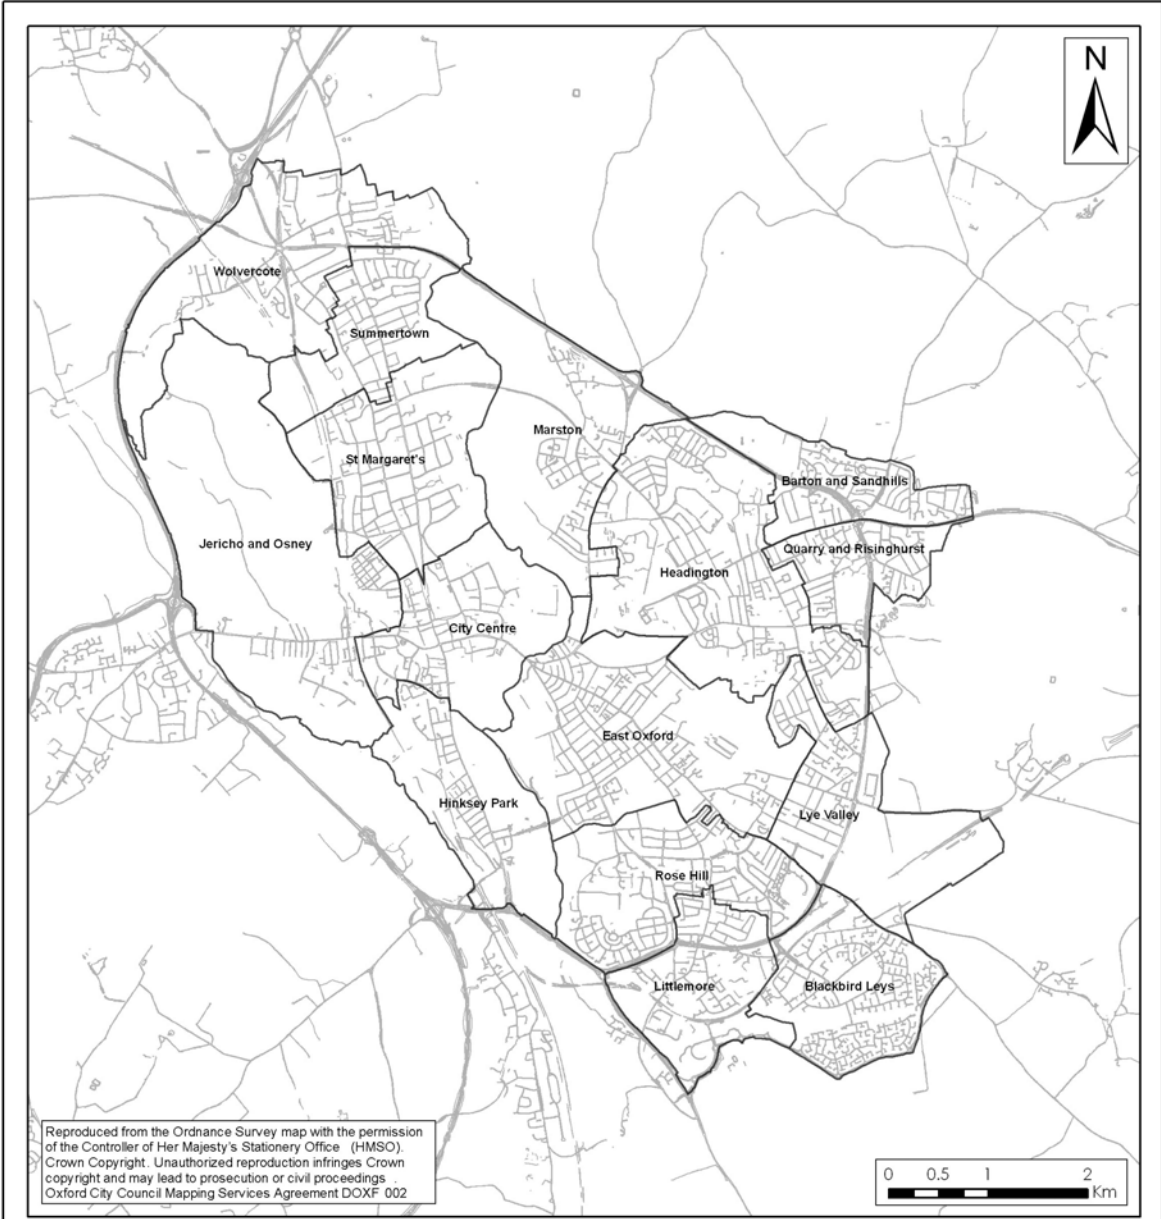 N
Wolvercote
Summertown
Marston
St Margaret's
Barton and Sandhills
Jericho and Osney
Quarry and Risinghurst
Headington
City Centre
East Oxford
Hinksey Park
Lye Valley
Rose Hill
Littlemore
Blackbird Leys
Reproduced from the Ordnance Survey map with the permission
of the Controller of Her Majesty's Stationery Office (HMSO).
Crown Copyright. Unauthorized reproduction infringes Crown
copyright and may lead to prosecution or civil proceedings .
Oxford City Council Mapping Services Agreement DOXF 002
0 0.5 1 2
Km